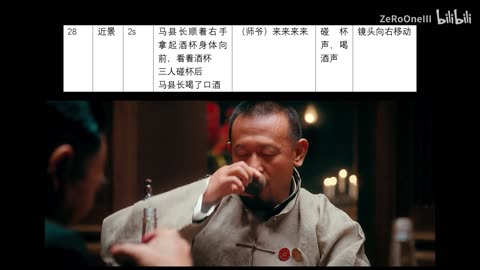 ZeRoOneIII bilibili
28 近景 2s 马县长顺着右手 （师爷）来来来来 碰杯 镜头向右移动
拿起酒杯身体向 声，喝
前，看着酒杯 酒声
三人碰杯后
马县长喝了口酒